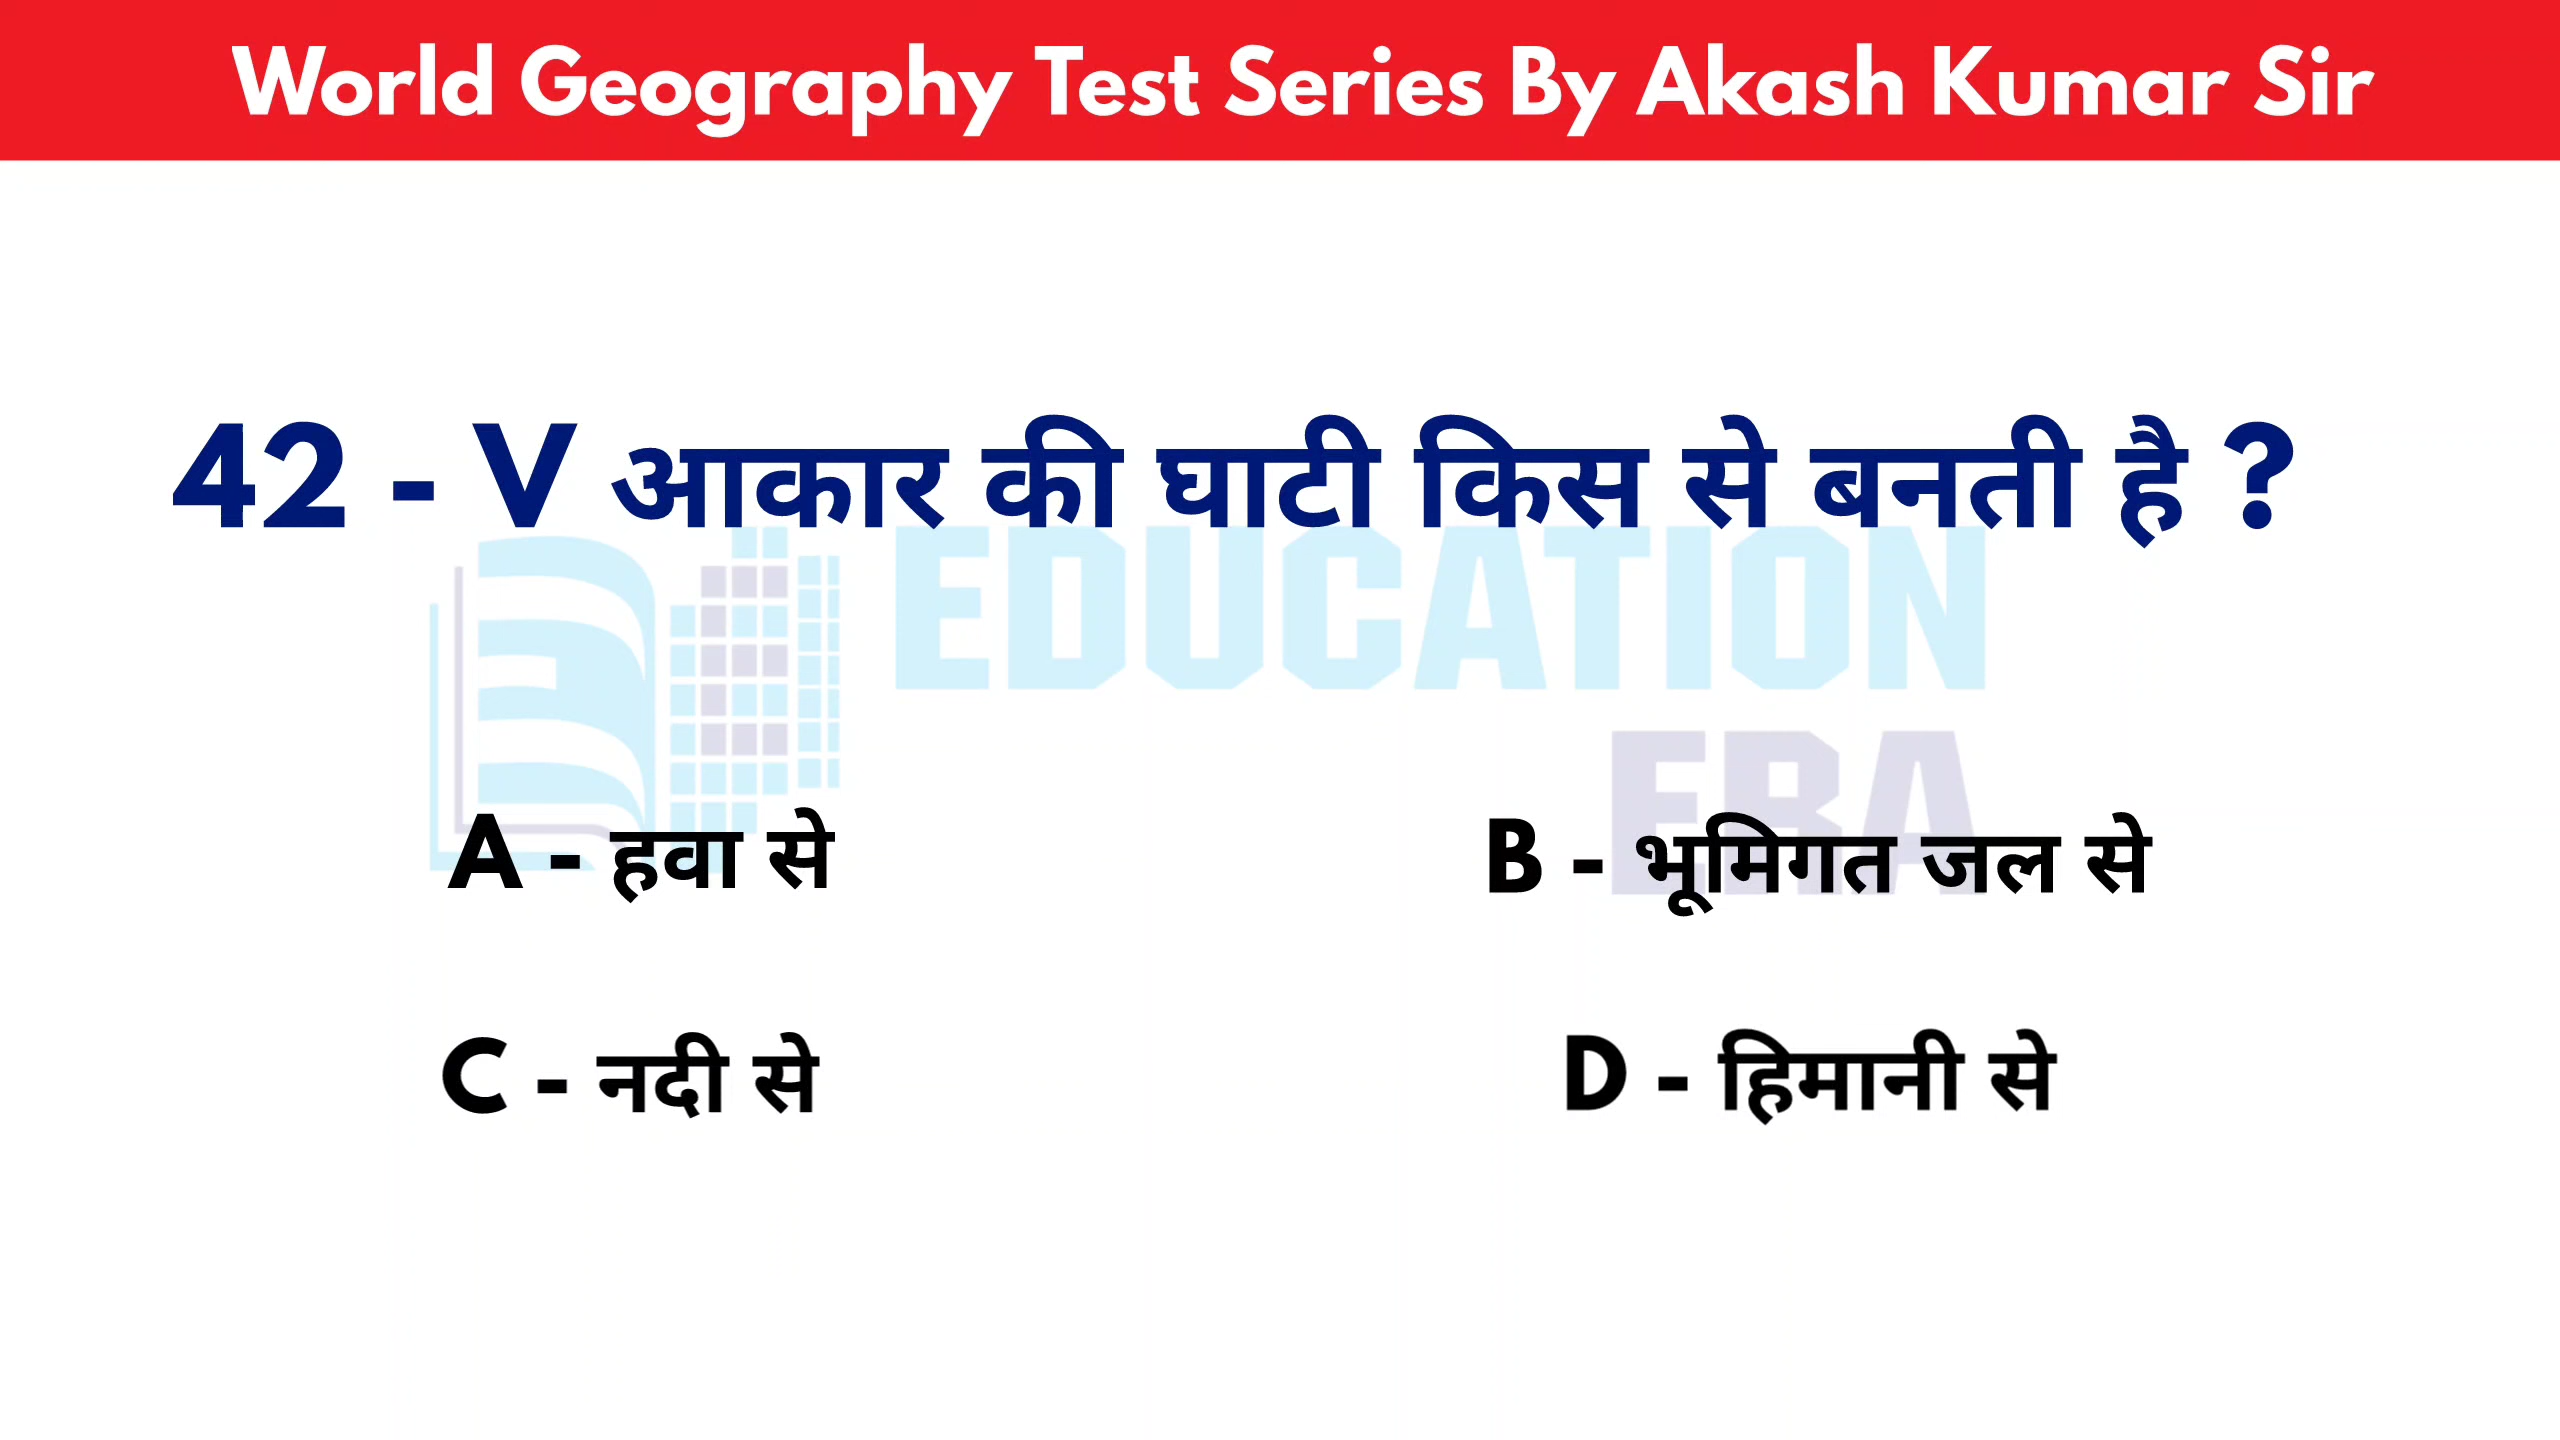 World Geography Test Series By Akash Kumar Sir
42 - V आकार की घाटी किस से बनती है ?
EDUCATION
ERA
A - हवा से
B - भूमिगत जल से
C - नदी से
D - हिमानी से